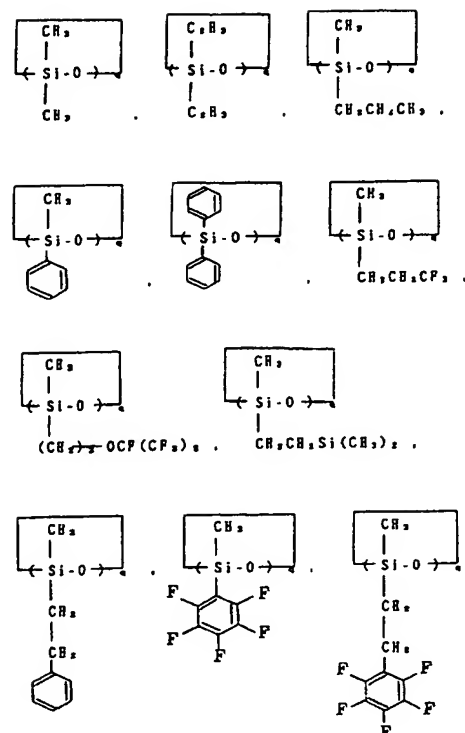 CH₃ C₂H₅ CH₃
( Si-O )q ( Si-O )q ( Si-O )q
CH₃ , C₂H₅ , CH₂CH₂CH₃ ,
CH₃ CH₃
( Si-O )q ( Si-O )q ( Si-O )q
, , CH₂CH₂CF₃ ,
CH₃ CH₃
( Si-O )q ( Si-O )q
(CH₂)₃ OCF(CF₃)₂ , CH₂CH₂Si(CH₃)₃ ,
CH₃ , CH₃ , CH₃
( Si-O )q ( Si-O )q ( Si-O )q
CH₂ F F CH₂
CH₂ F F CH₂
F F F
F F
F